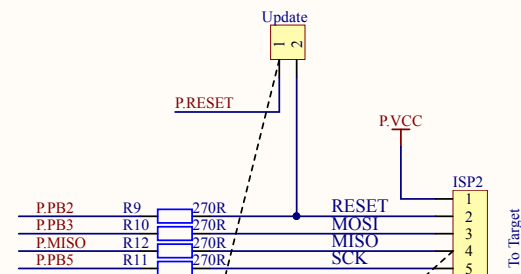 Update
1 2
P.RESET
P.VCC
ISP2
1
P.PB2 R9 270R RESET 2
P.PB3 R10 270R MOSI 3
P.MISO R12 270R MISO 4
P.PB5 R11 270R SCK 5
To Target